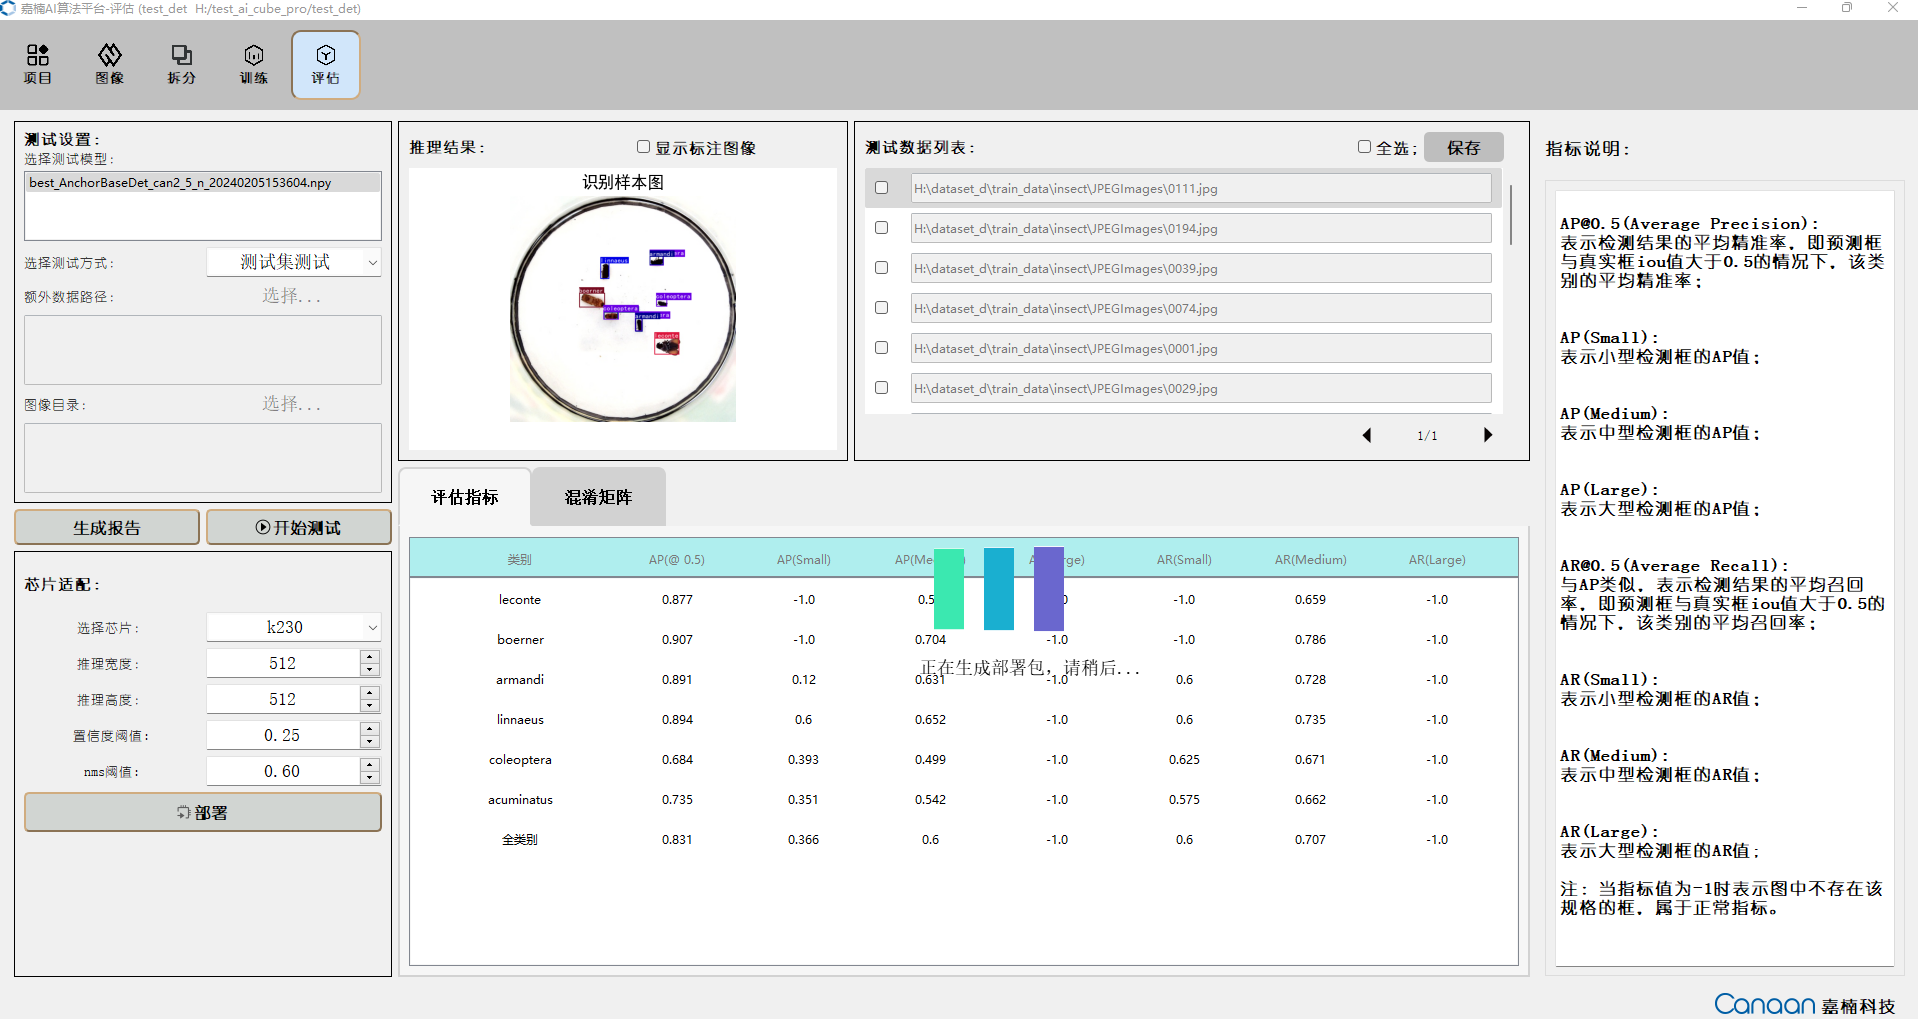 嘉楠AI算法平台-评估 (test_det  H:/test_ai_cube_pro/test_det)
项目
图像
拆分
训练
评估
测试设置:
选择测试模型:
best_AnchorBaseDet_can2_5_n_20240205153604.npy
选择测试方式:
测试集测试
额外数据路径:
选择...
图像目录:
选择...
生成报告
开始测试
芯片适配:
选择芯片:
k230
推理宽度:
512
推理高度:
512
置信度阈值:
0.25
nms阈值:
0.60
部署
推理结果:
显示标注图像
识别样本图
linnaeus
armandi
boerner
coleoptera
coleoptera
armandi
leconte
测试数据列表:
全选;
保存
H:\dataset_d\train_data\insect\JPEGImages\0111.jpg
H:\dataset_d\train_data\insect\JPEGImages\0194.jpg
H:\dataset_d\train_data\insect\JPEGImages\0039.jpg
H:\dataset_d\train_data\insect\JPEGImages\0074.jpg
H:\dataset_d\train_data\insect\JPEGImages\0001.jpg
H:\dataset_d\train_data\insect\JPEGImages\0029.jpg
1/1
评估指标
混淆矩阵
类别 AP(@ 0.5) AP(Small) AR(Small) AR(Medium) AR(Large)
leconte 0.877 -1.0 -1.0 0.659 -1.0
boerner 0.907 -1.0 0.704 -1.0 -1.0 0.786 -1.0
正在生成部署包，请稍后...
armandi 0.891 0.12 0.631 -1.0 0.6 0.728 -1.0
linnaeus 0.894 0.6 0.652 -1.0 0.6 0.735 -1.0
coleoptera 0.684 0.393 0.499 -1.0 0.625 0.671 -1.0
acuminatus 0.735 0.351 0.542 -1.0 0.575 0.662 -1.0
全类别 0.831 0.366 0.6 -1.0 0.6 0.707 -1.0
指标说明:
AP@0.5(Average Precision):
表示检测结果的平均精准率，即预测框
与真实框iou值大于0.5的情况下，该类
别的平均精准率;
AP(Small):
表示小型检测框的AP值;
AP(Medium):
表示中型检测框的AP值;
AP(Large):
表示大型检测框的AP值;
AR@0.5(Average Recall):
与AP类似，表示检测结果的平均召回
率，即预测框与真实框iou值大于0.5的
情况下，该类别的平均召回率;
AR(Small):
表示小型检测框的AR值;
AR(Medium):
表示中型检测框的AR值;
AR(Large):
表示大型检测框的AR值;
注: 当指标值为-1时表示图中不存在该
规格的框，属于正常指标。
Canaan 嘉楠科技